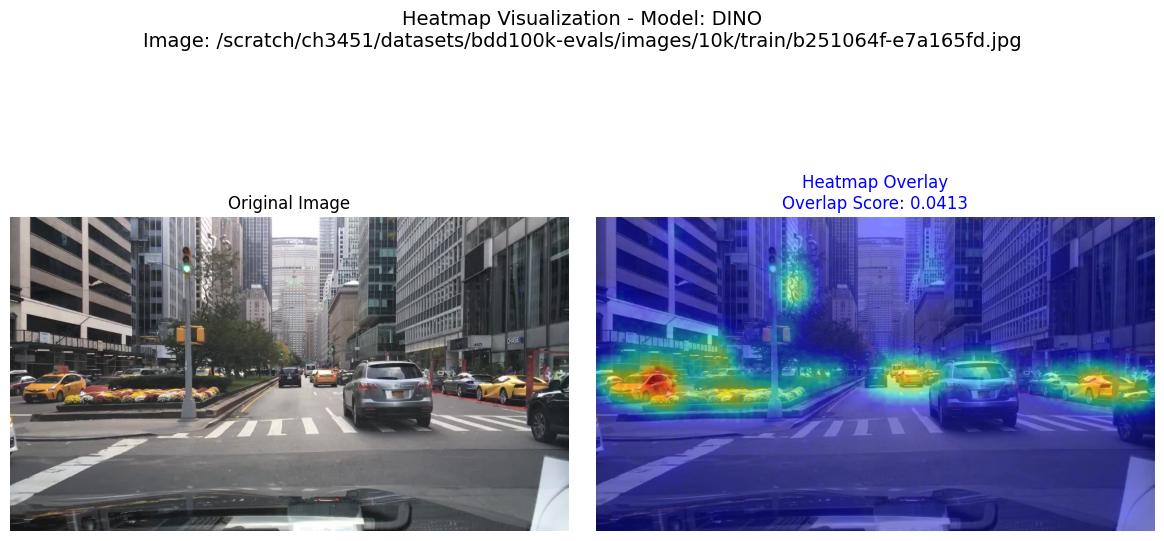 Heatmap Visualization - Model: DINO
Image: /scratch/ch3451/datasets/bdd100k-evals/images/10k/train/b251064f-e7a165fd.jpg
Original Image
Heatmap Overlay
Overlap Score: 0.0413